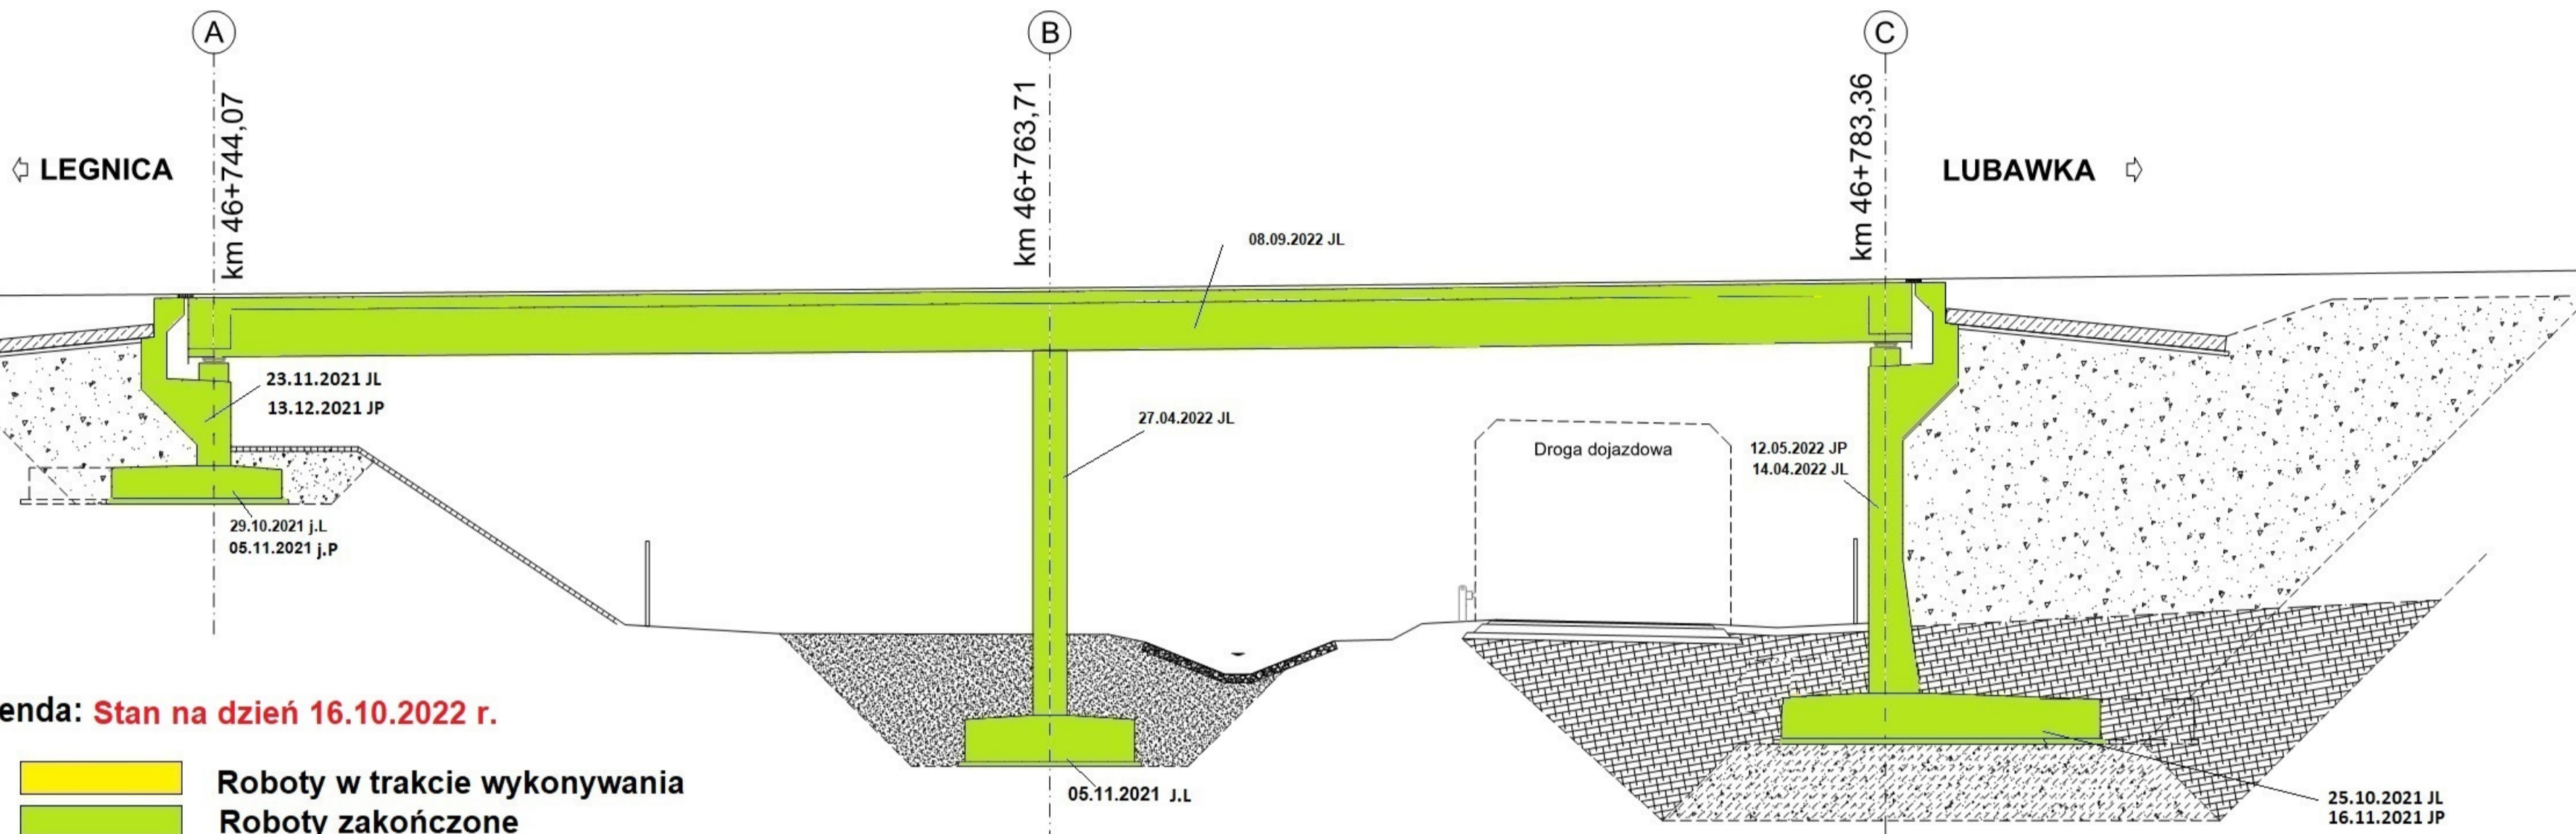 A
B
C
km 46+744,07
km 46+763,71
km 46+783,36
LEGNICA
LUBAWKA
08.09.2022 JL
23.11.2021 JL
13.12.2021 JP
27.04.2022 JL
Droga dojazdowa
12.05.2022 JP
14.04.2022 JL
29.10.2021 j.L
05.11.2021 j.P
enda: Stan na dzień 16.10.2022 r.
Roboty w trakcie wykonywania
Roboty zakończone
05.11.2021 J.L
25.10.2021 JL
16.11.2021 JP